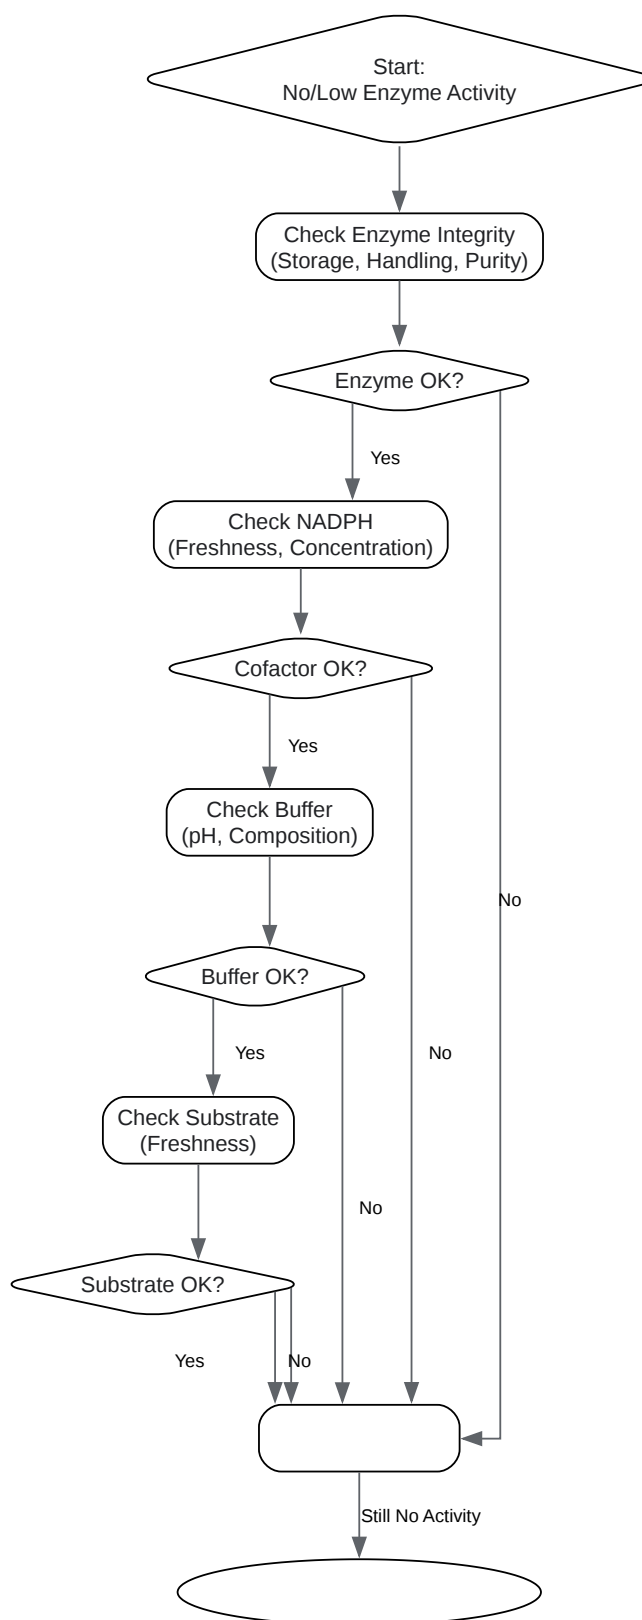 Start:
No/Low Enzyme Activity
Check Enzyme Integrity
(Storage, Handling, Purity)
Enzyme OK?
Yes
Check NADPH
(Freshness, Concentration)
Cofactor OK?
Yes
Check Buffer
(pH, Composition)
No
Buffer OK?
Yes
No
Check Substrate
(Freshness)
No
Substrate OK?
Yes
No
Still No Activity